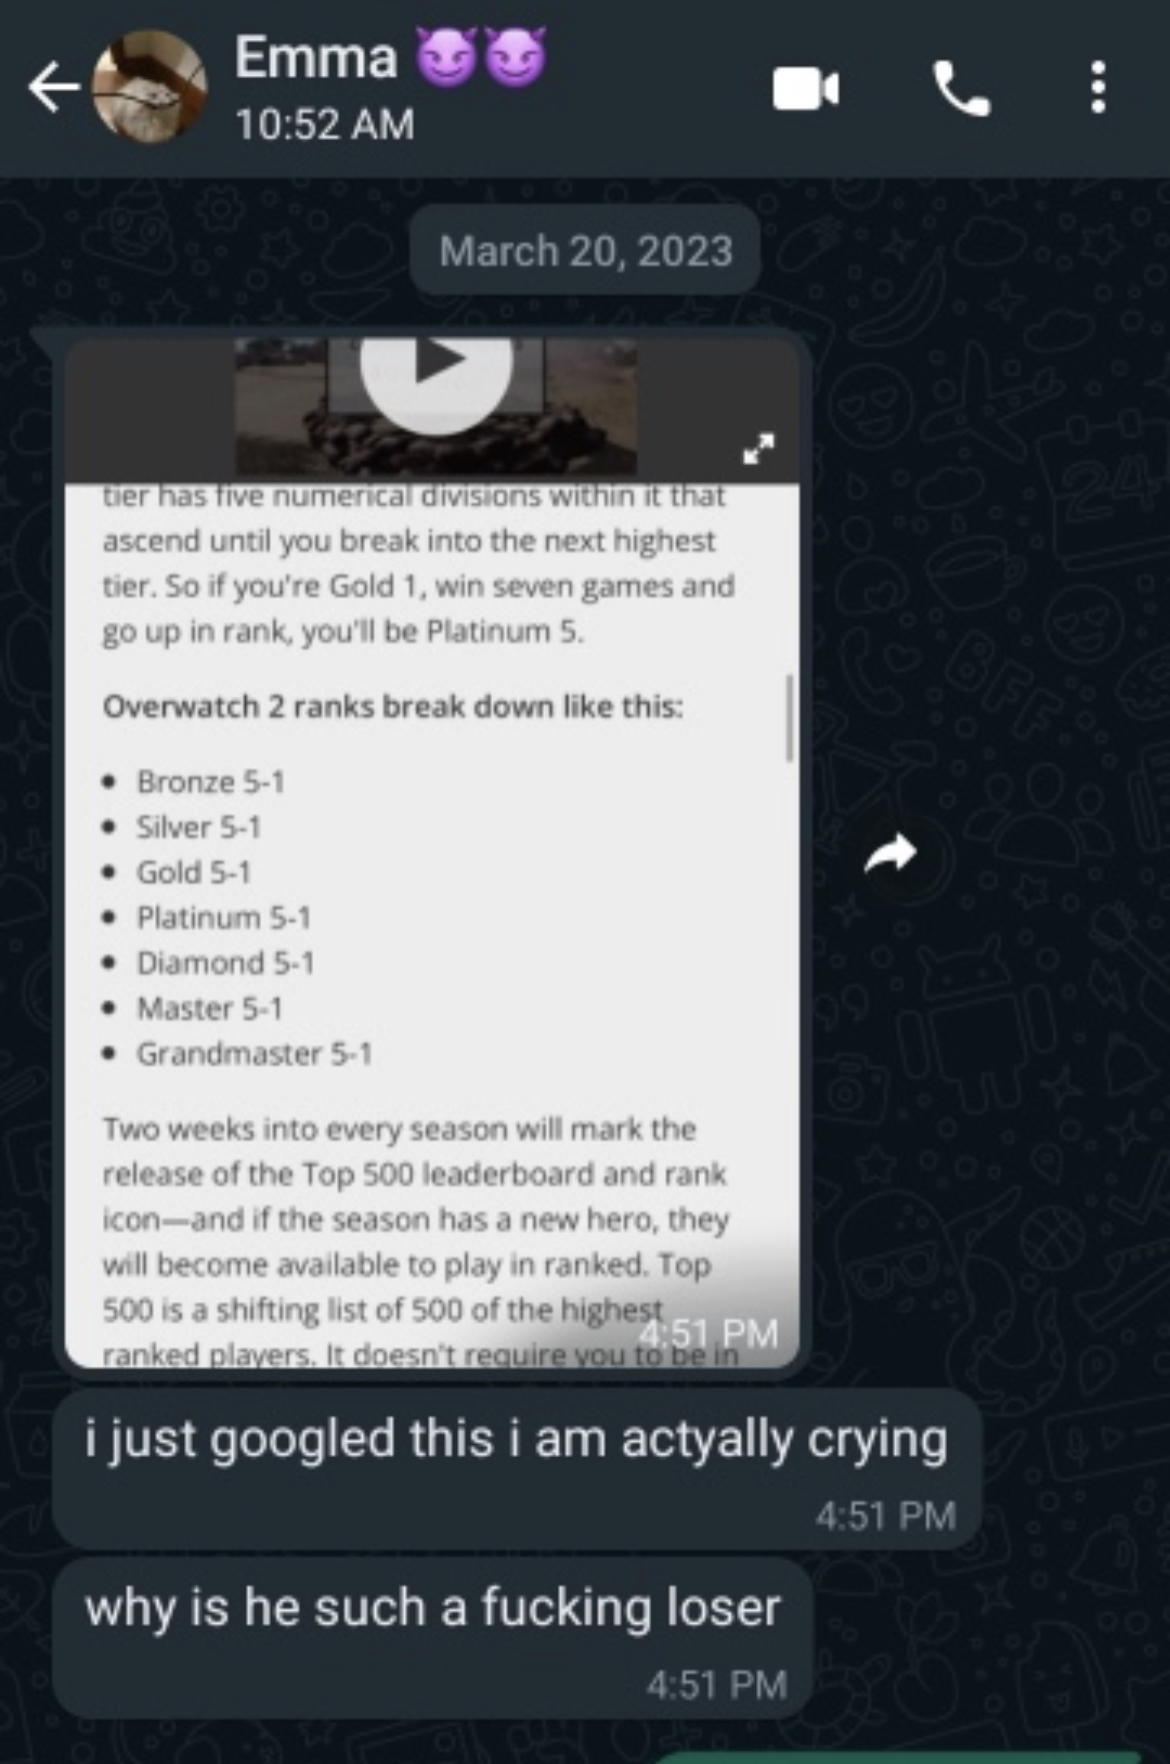 Emma 😈😈
10:52 AM
March 20, 2023
tier has five numerical divisions within it that
ascend until you break into the next highest
tier. So if you're Gold 1, win seven games and
go up in rank, you'll be Platinum 5.
Overwatch 2 ranks break down like this:
• Bronze 5-1
• Silver 5-1
• Gold 5-1
• Platinum 5-1
• Diamond 5-1
• Master 5-1
• Grandmaster 5-1
Two weeks into every season will mark the
release of the Top 500 leaderboard and rank
icon—and if the season has a new hero, they
will become available to play in ranked. Top
500 is a shifting list of 500 of the highest
ranked players. It doesn't require you to be in
4:51 PM
i just googled this i am actyally crying
4:51 PM
why is he such a fucking loser
4:51 PM